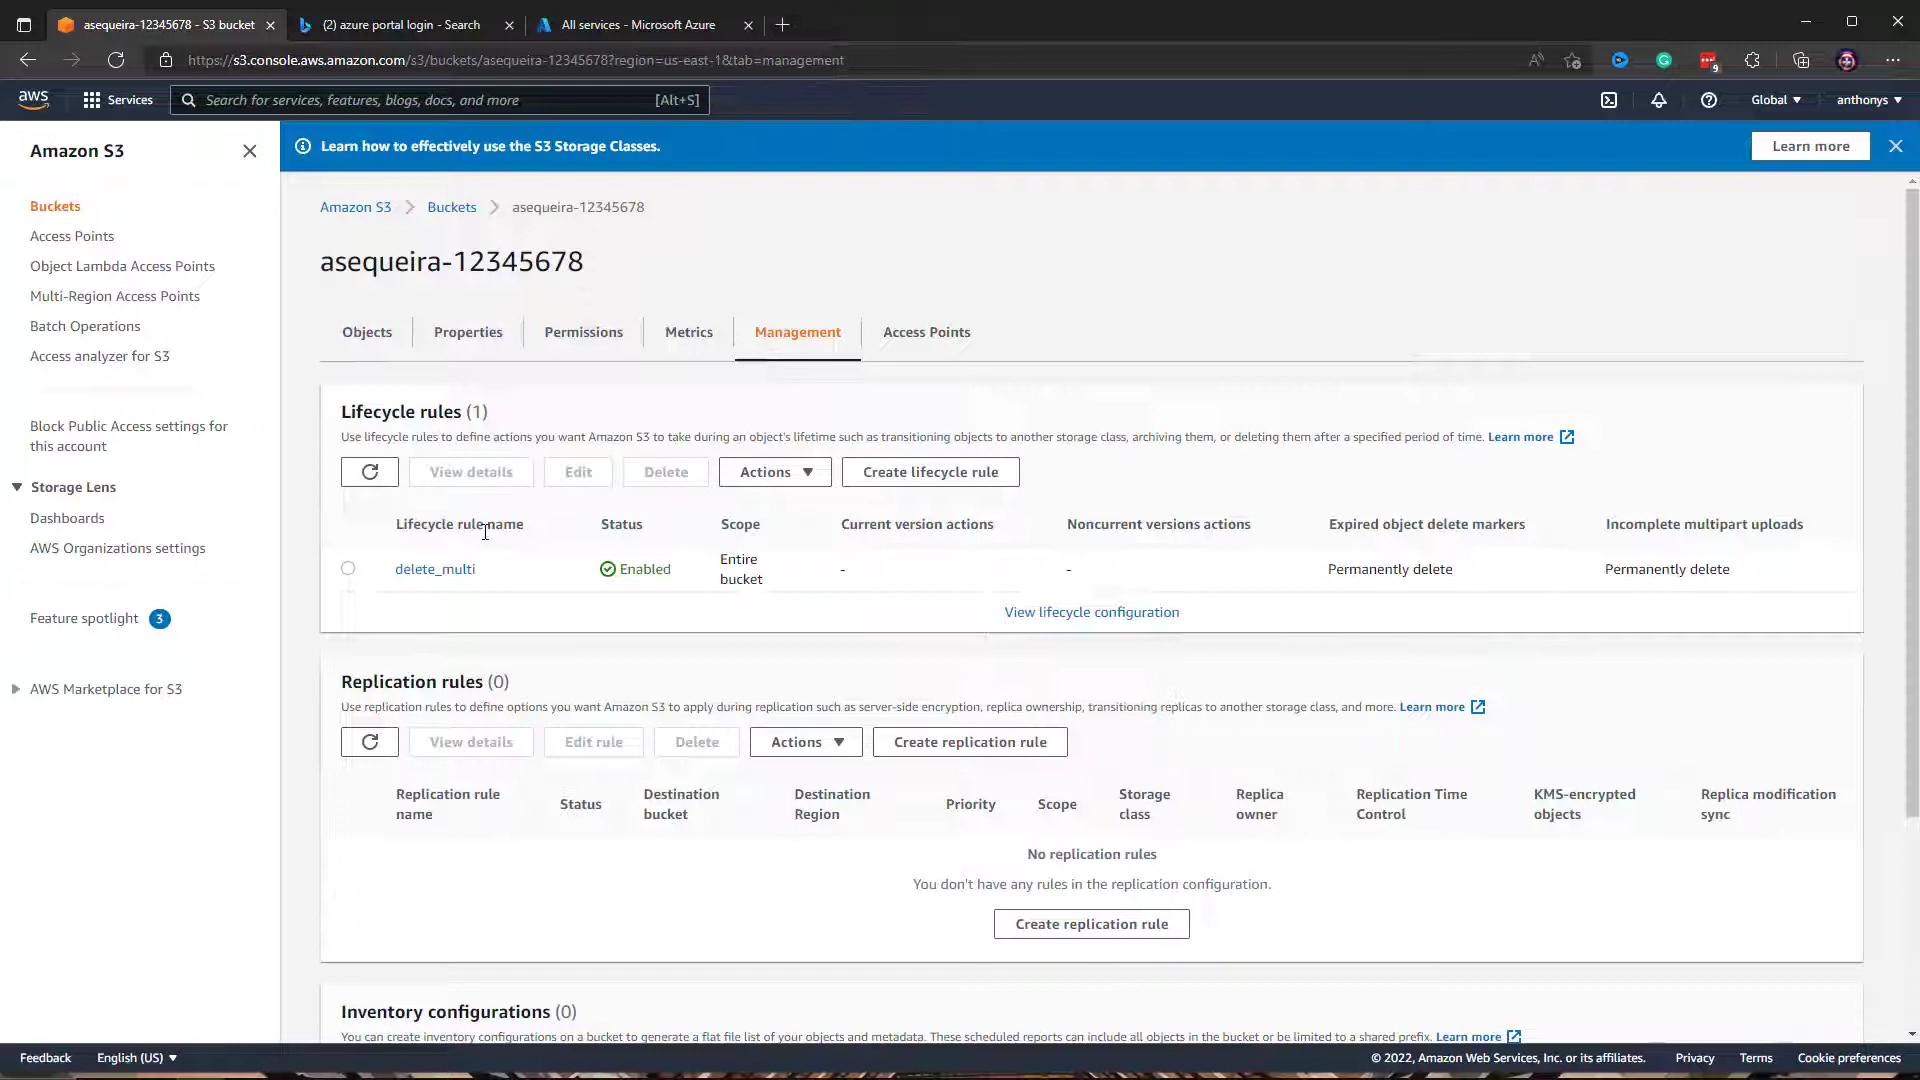 asequeira-12345678 - S3 bucket
(2) azure portal login - Search
All services - Microsoft Azure
https://s3.console.aws.amazon.com/s3/buckets/asequeira-12345678?region=us-east-1&tab=management
9
aws
Services
Search for services, features, blogs, docs, and more
[Alt+S]
Global
anthonys
Amazon S3
Learn how to effectively use the S3 Storage Classes.
Learn more
Buckets
Access Points
Object Lambda Access Points
Multi-Region Access Points
Batch Operations
Access analyzer for S3
Block Public Access settings for
this account
Storage Lens
Dashboards
AWS Organizations settings
Feature spotlight
3
AWS Marketplace for S3
Amazon S3
Buckets
asequeira-12345678
asequeira-12345678
Objects
Properties
Permissions
Metrics
Management
Access Points
Lifecycle rules (1)
Use lifecycle rules to define actions you want Amazon S3 to take during an object's lifetime such as transitioning objects to another storage class, archiving them, or deleting them after a specified period of time. Learn more
View details
Edit
Delete
Actions
Create lifecycle rule
Lifecycle rule name
Status
Scope
Current version actions
Noncurrent versions actions
Expired object delete markers
Incomplete multipart uploads
delete_multi
Enabled
Entire
bucket
-
-
Permanently delete
Permanently delete
View lifecycle configuration
Replication rules (0)
Use replication rules to define options you want Amazon S3 to apply during replication such as server-side encryption, replica ownership, transitioning replicas to another storage class, and more. Learn more
View details
Edit rule
Delete
Actions
Create replication rule
Replication rule
name
Status
Destination
bucket
Destination
Region
Priority
Scope
Storage
class
Replica
owner
Replication Time
Control
KMS-encrypted
objects
Replica modification
sync
No replication rules
You don't have any rules in the replication configuration.
Create replication rule
Inventory configurations (0)
You can create inventory configurations on a bucket to generate a flat file list of your objects and metadata. These scheduled reports can include all objects in the bucket or be limited to a shared prefix. Learn more
Feedback
English (US)
© 2022, Amazon Web Services, Inc. or its affiliates.
Privacy
Terms
Cookie preferences